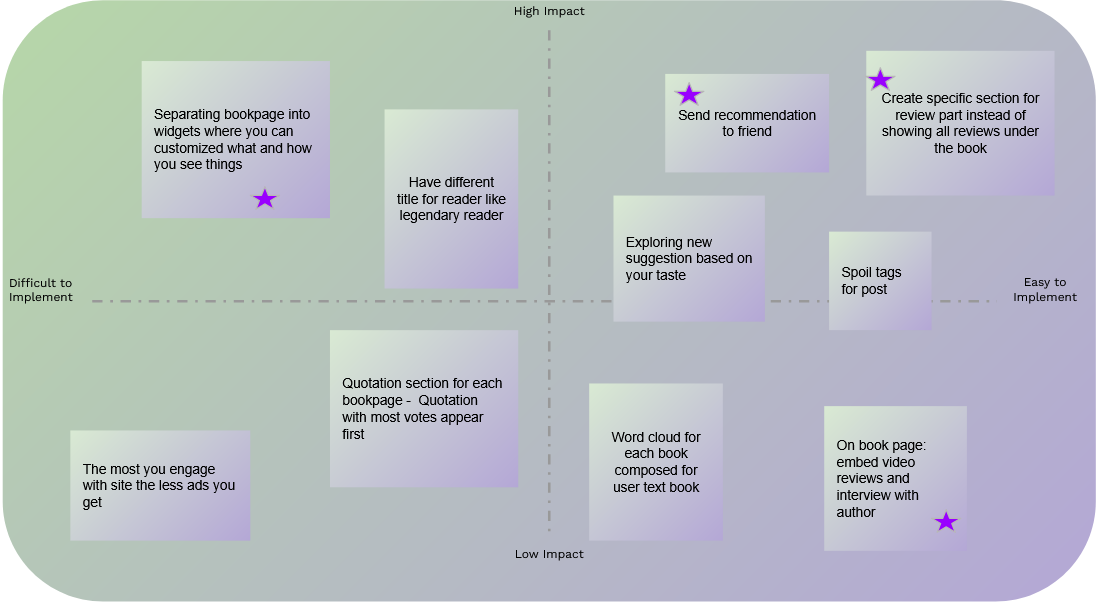 High Impact
Separating bookpage into
widgets where you can
customized what and how
you see things
Have different
title for reader like
legendary reader
Send recommendation
to friend
Create specific section for
review part instead of
showing all reviews under
the book
Exploring new
suggestion based on
your taste
Spoil tags
for post
Difficult to
Implement
Easy to
Implement
Quotation section for each
bookpage - Quotation
with most votes appear
first
The most you engage
with site the less ads you
get
Word cloud for
each book
composed for
user text book
On book page:
embed video
reviews and
interview with
author
Low Impact